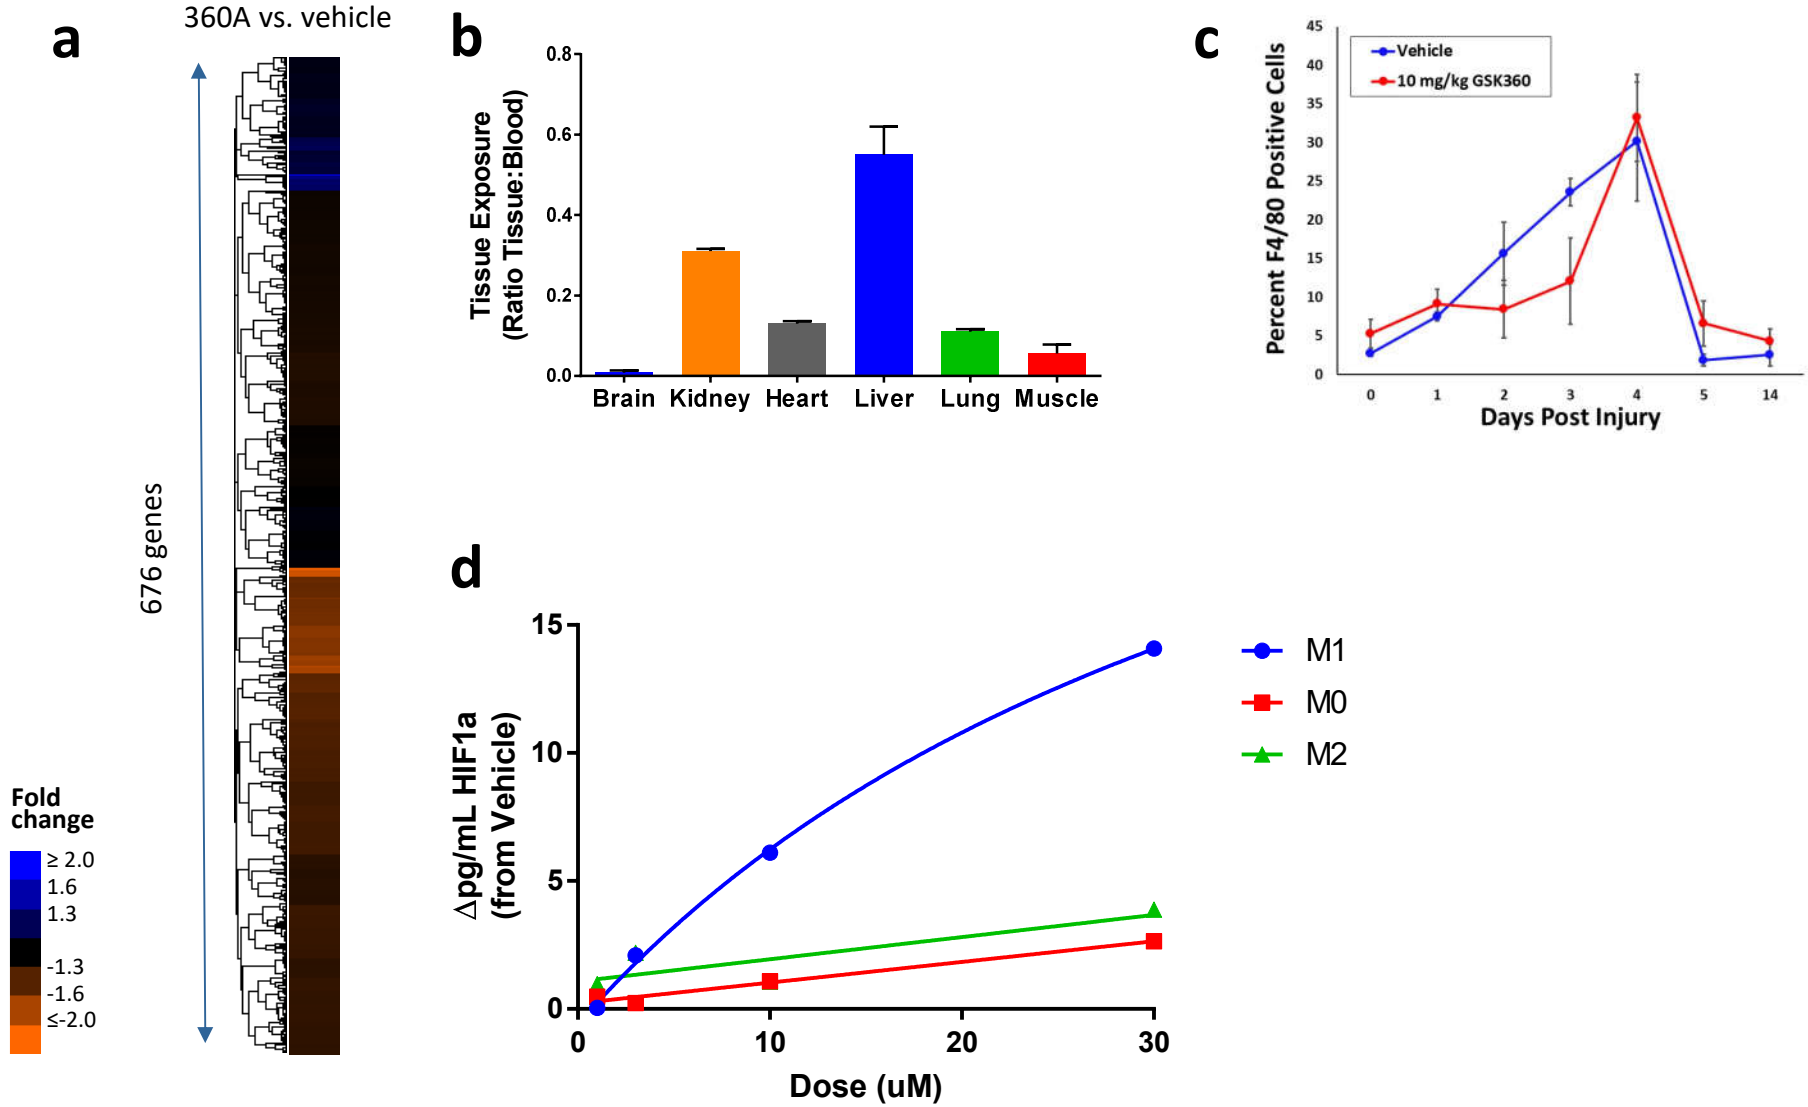 a
360A vs. vehicle
676 genes
Fold
change
≥ 2.0
1.6
1.3
-1.3
-1.6
≤-2.0
b
Tissue Exposure
(Ratio Tissue:Blood)
0.8
0.6
0.4
0.2
0.0
Brain Kidney Heart Liver Lung Muscle
c
Percent F4/80 Positive Cells
45
40
35
30
25
20
15
10
5
0
Vehicle
10 mg/kg GSK360
0 1 2 3 4 5 14
Days Post Injury
d
Δpg/mL HIF1a
(from Vehicle)
15
10
5
0
0 10 20 30
Dose (uM)
M1
M0
M2